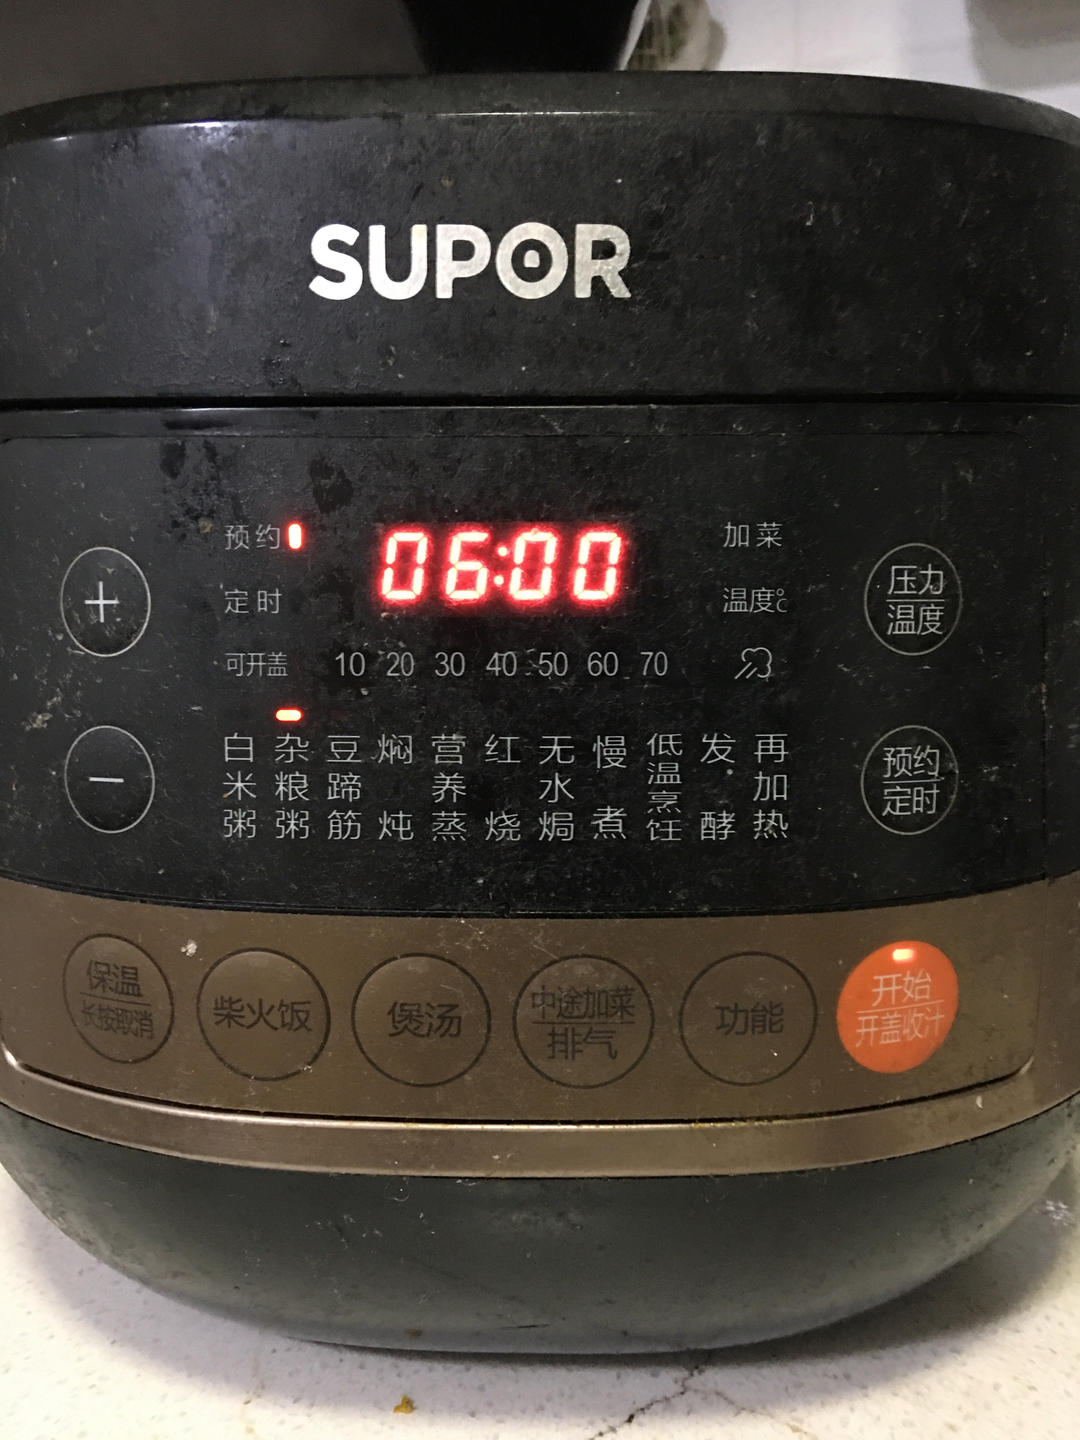 SUPOR
预约 06:00 加菜
定时 温度°C
可开盖 10 20 30 40 50 60 70
+
−
压力
温度
预约
定时
白米粥 杂粮粥 豆蹄筋 焖炖 营养蒸 红烧 无水焗 慢煮 低温烹饪 发酵 再加热
保温
长按取消
柴火饭
煲汤
中途加菜
排气
功能
开始
开盖收汁